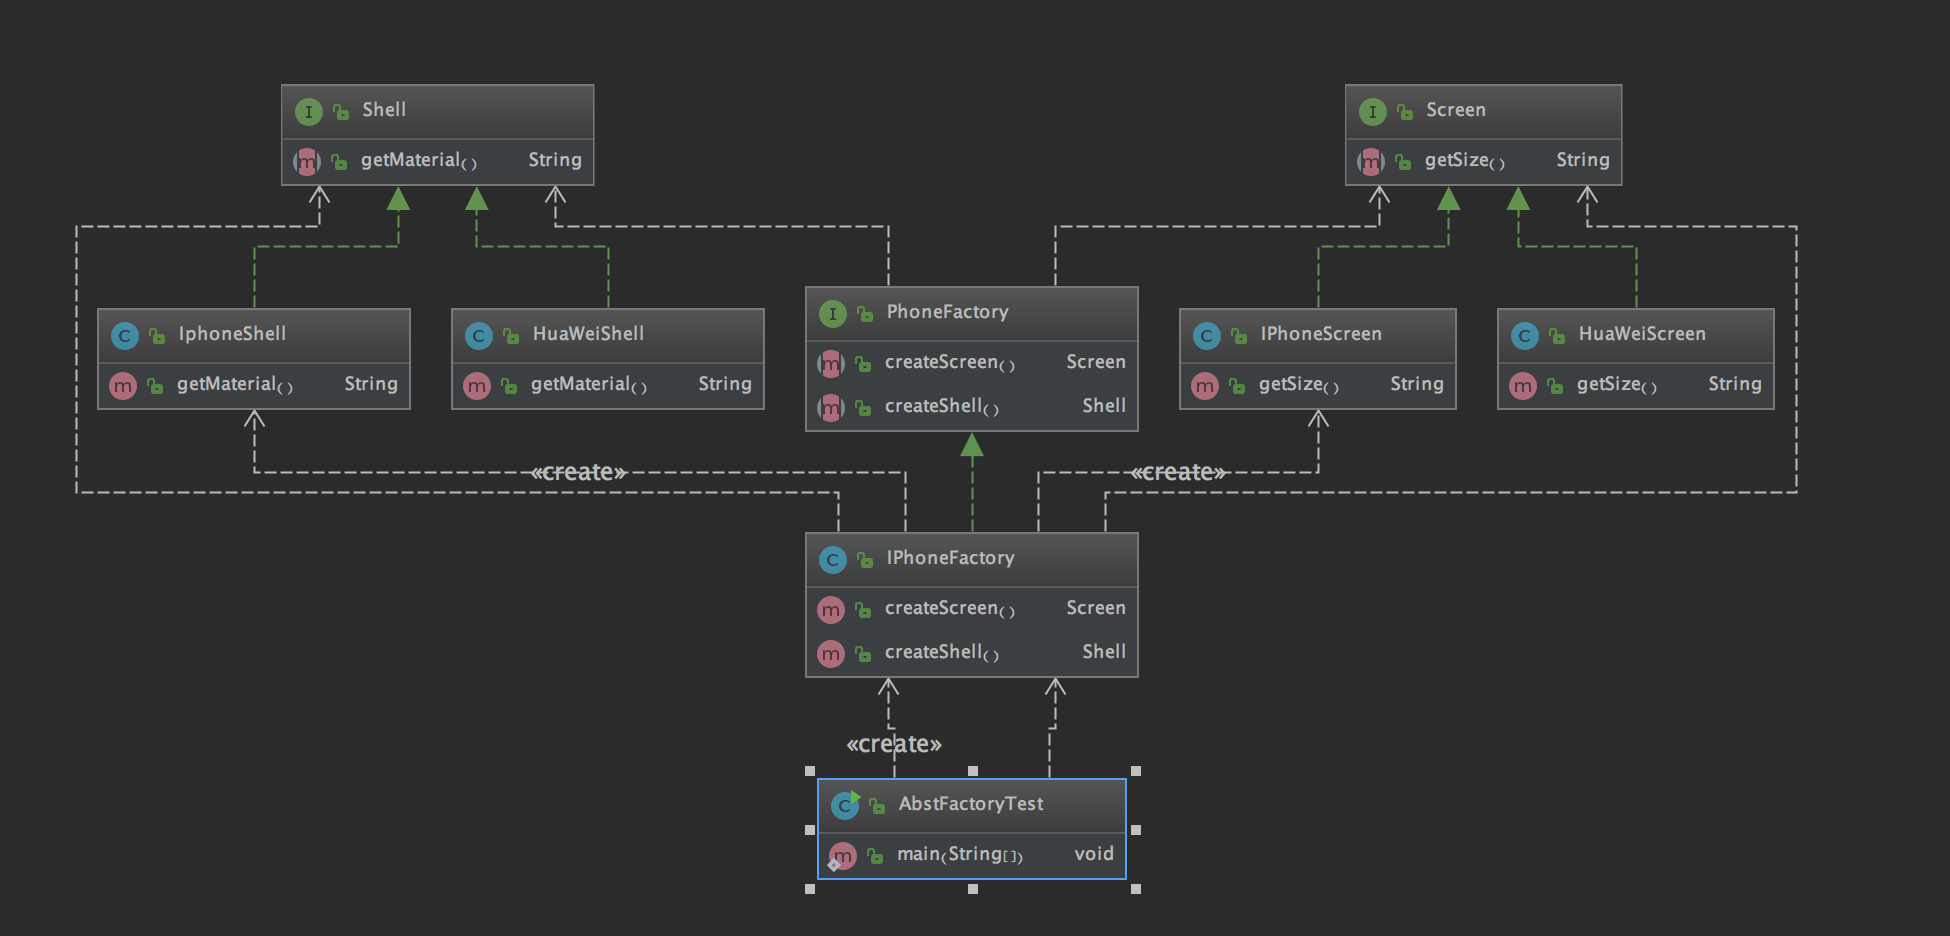 I Shell
m getMaterial() String
I Screen
m getSize() String
C IphoneShell
m getMaterial() String
C HuaWeiShell
m getMaterial() String
I PhoneFactory
m createScreen() Screen
m createShell() Shell
C IPhoneScreen
m getSize() String
C HuaWeiScreen
m getSize() String
«create»
«create»
C IPhoneFactory
m createScreen() Screen
m createShell() Shell
«create»
C AbstFactoryTest
m main(String[]) void